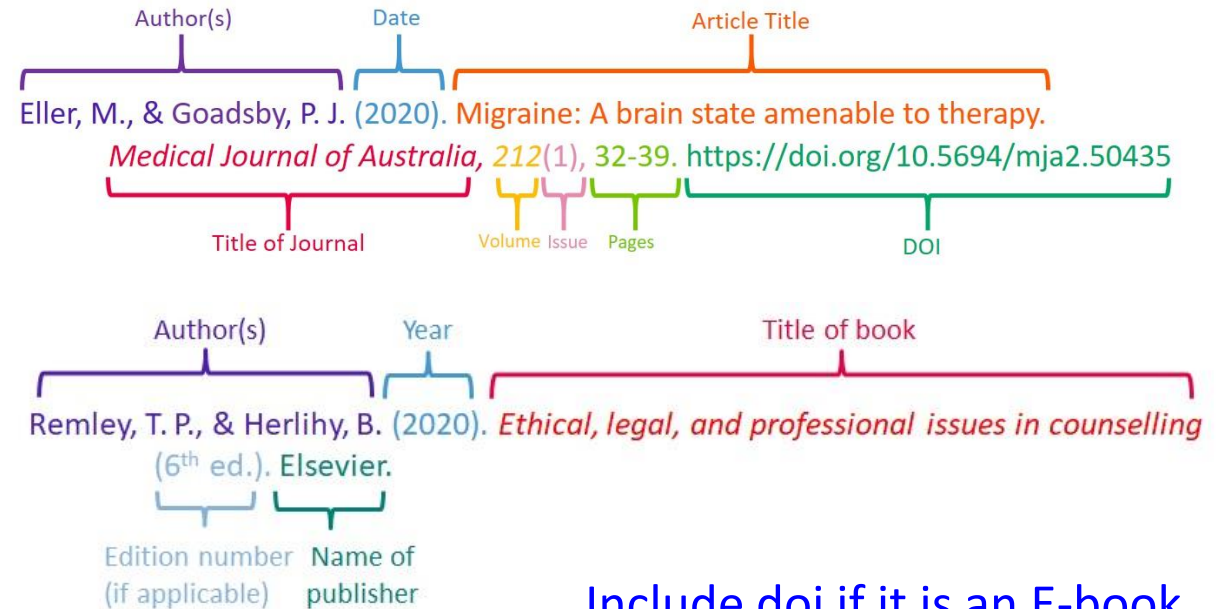 Author(s) Date Article Title
Eller, M., & Goadsby, P. J. (2020). Migraine: A brain state amenable to therapy.
Medical Journal of Australia, 212(1), 32-39. https://doi.org/10.5694/mja2.50435
Title of Journal Volume Issue Pages DOI
Author(s) Year Title of book
Remley, T. P., & Herlihy, B. (2020). Ethical, legal, and professional issues in counselling
(6th ed.). Elsevier.
Edition number Name of
(if applicable) publisher
Include doi if it is an E-book